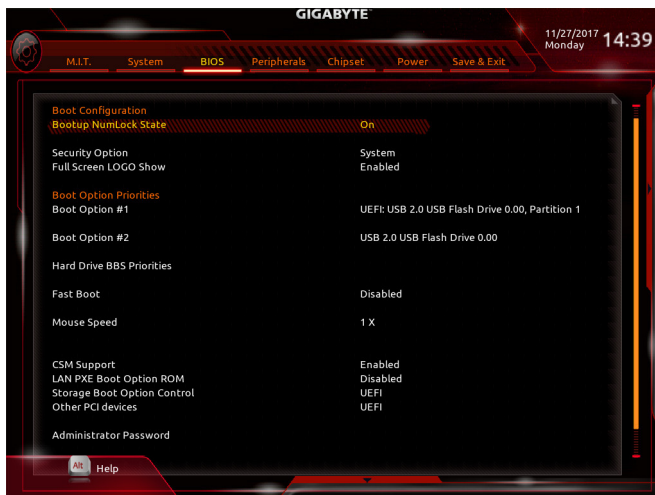 GIGABYTE™
11/27/2017 Monday 14:39
M.I.T. System BIOS Peripherals Chipset Power Save & Exit
Boot Configuration
Bootup NumLock State On
Security Option System
Full Screen LOGO Show Enabled
Boot Option Priorities
Boot Option #1 UEFI: USB 2.0 USB Flash Drive 0.00, Partition 1
Boot Option #2 USB 2.0 USB Flash Drive 0.00
Hard Drive BBS Priorities
Fast Boot Disabled
Mouse Speed 1 X
CSM Support Enabled
LAN PXE Boot Option ROM Disabled
Storage Boot Option Control UEFI
Other PCI devices UEFI
Administrator Password
Alt Help